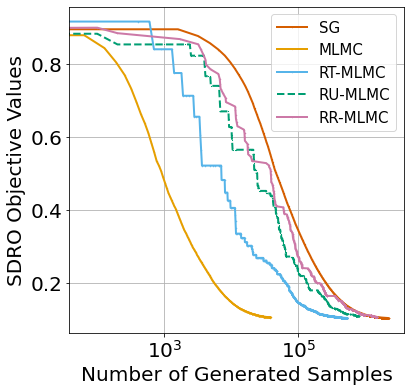 SG
MLMC
RT-MLMC
RU-MLMC
RR-MLMC
SDRO Objective Values
0.8
0.6
0.4
0.2
10³
10⁵
Number of Generated Samples